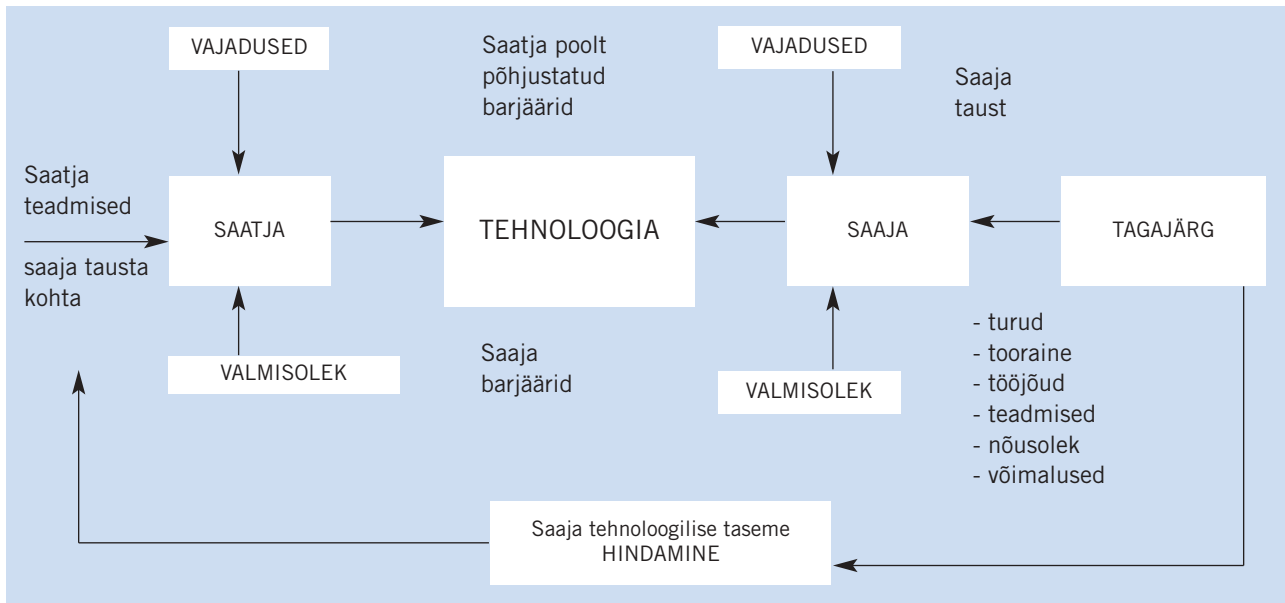 VAJADUSED
Saatja poolt
põhjustatud
barjäärid
VAJADUSED
Saaja
taust
Saatja
teadmised
saaja tausta
kohta
SAATJA
TEHNOLOOGIA
SAAJA
TAGAJÄRG
VALMISOLEK
Saaja
barjäärid
VALMISOLEK
- turud
- tooraine
- tööjõud
- teadmised
- nõusolek
- võimalused
Saaja tehnoloogilise taseme
HINDAMINE